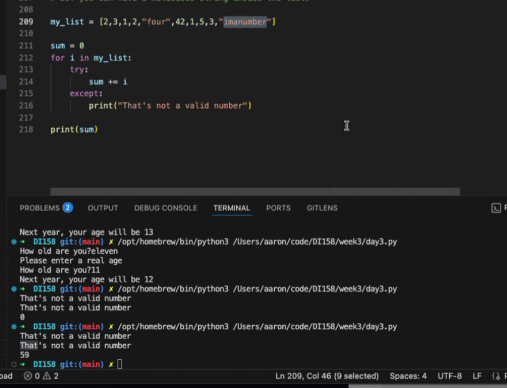 208
209 my_list = [2,3,1,2,"four",42,1,5,3,"imanumber"]
210
211 sum = 0
212 for i in my_list:
213 try:
214 sum += i
215 except:
216 print("That's not a valid number")
217
218 print(sum)
PROBLEMS 2 OUTPUT DEBUG CONSOLE TERMINAL PORTS GITLENS
Next year, your age will be 13
➜ DI158 git:(main) ✗ /opt/homebrew/bin/python3 /Users/aaron/code/DI158/week3/day3.py
How old are you?eleven
Please enter a real age
How old are you?11
Next year, your age will be 12
➜ DI158 git:(main) ✗ /opt/homebrew/bin/python3 /Users/aaron/code/DI158/week3/day3.py
That's not a valid number
That's not a valid number
0
➜ DI158 git:(main) ✗ /opt/homebrew/bin/python3 /Users/aaron/code/DI158/week3/day3.py
That's not a valid number
That's not a valid number
59
➜ DI158 git:(main) ✗
oad 0 2 Ln 209, Col 46 (9 selected) Spaces: 4 UTF-8 LF